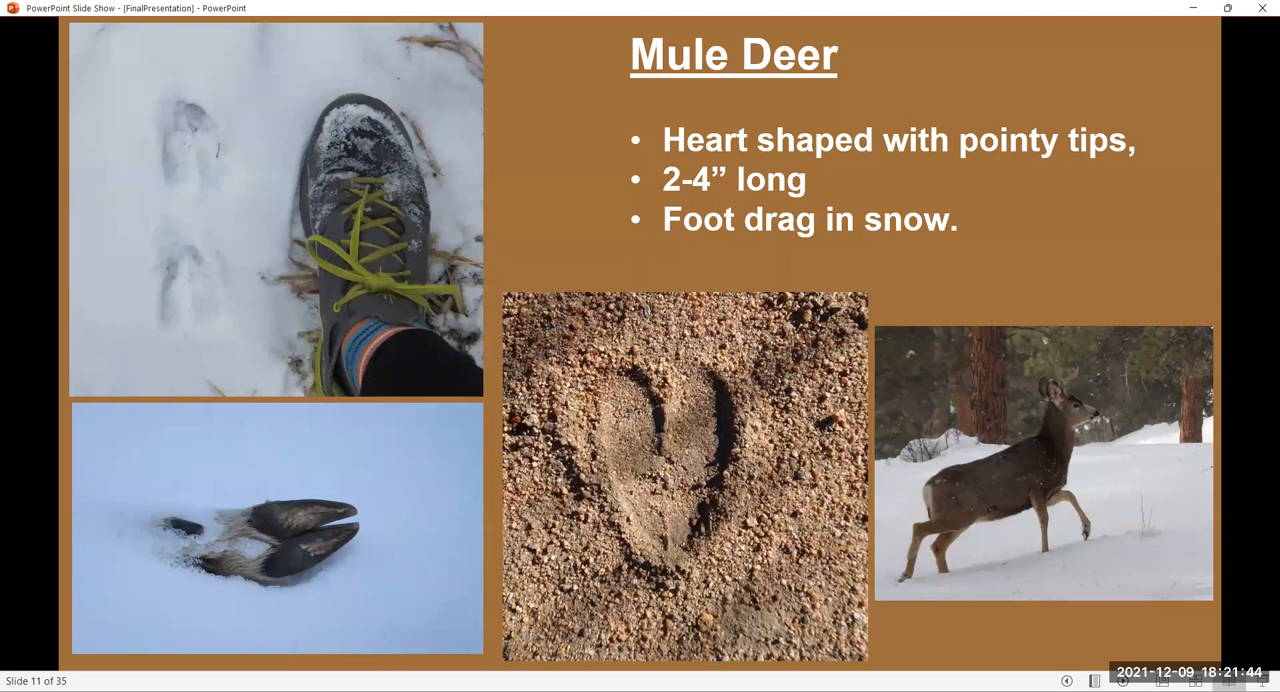 PowerPoint Slide Show - [FinalPresentation] - PowerPoint
Mule Deer
• Heart shaped with pointy tips,
• 2-4” long
• Foot drag in snow.
2021-12-09 18:21:44
Slide 11 of 35